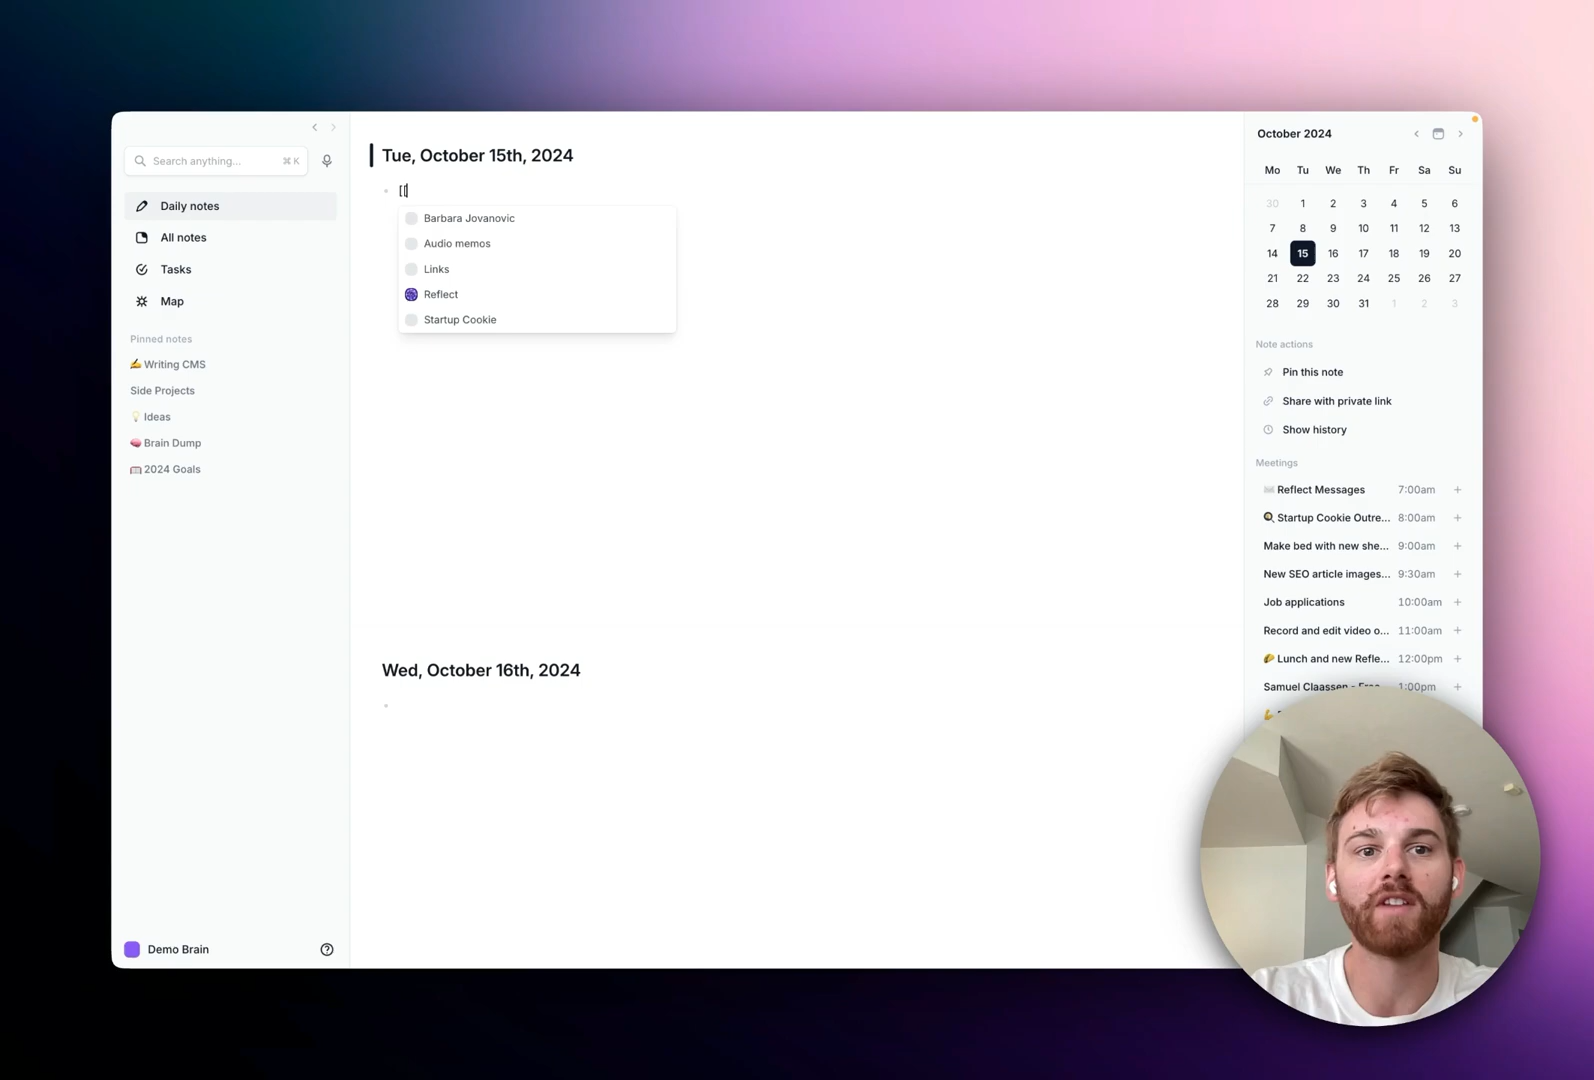 Search anything...
⌘ K
Daily notes
All notes
Tasks
Map
Pinned notes
✍️ Writing CMS
Side Projects
💡 Ideas
🧠 Brain Dump
📖 2024 Goals
Demo Brain
Tue, October 15th, 2024
[[
Barbara Jovanovic
Audio memos
Links
Reflect
Startup Cookie
Wed, October 16th, 2024
October 2024
Mo Tu We Th Fr Sa Su
30 1 2 3 4 5 6
7 8 9 10 11 12 13
14 15 16 17 18 19 20
21 22 23 24 25 26 27
28 29 30 31 1 2 3
Note actions
Pin this note
Share with private link
Show history
Meetings
✉️ Reflect Messages 7:00am +
🔍 Startup Cookie Outre... 8:00am +
Make bed with new she... 9:00am +
New SEO article images... 9:30am +
Job applications 10:00am +
Record and edit video o... 11:00am +
🌮 Lunch and new Refle... 12:00pm +
Samuel Claassen - Free... 1:00pm +